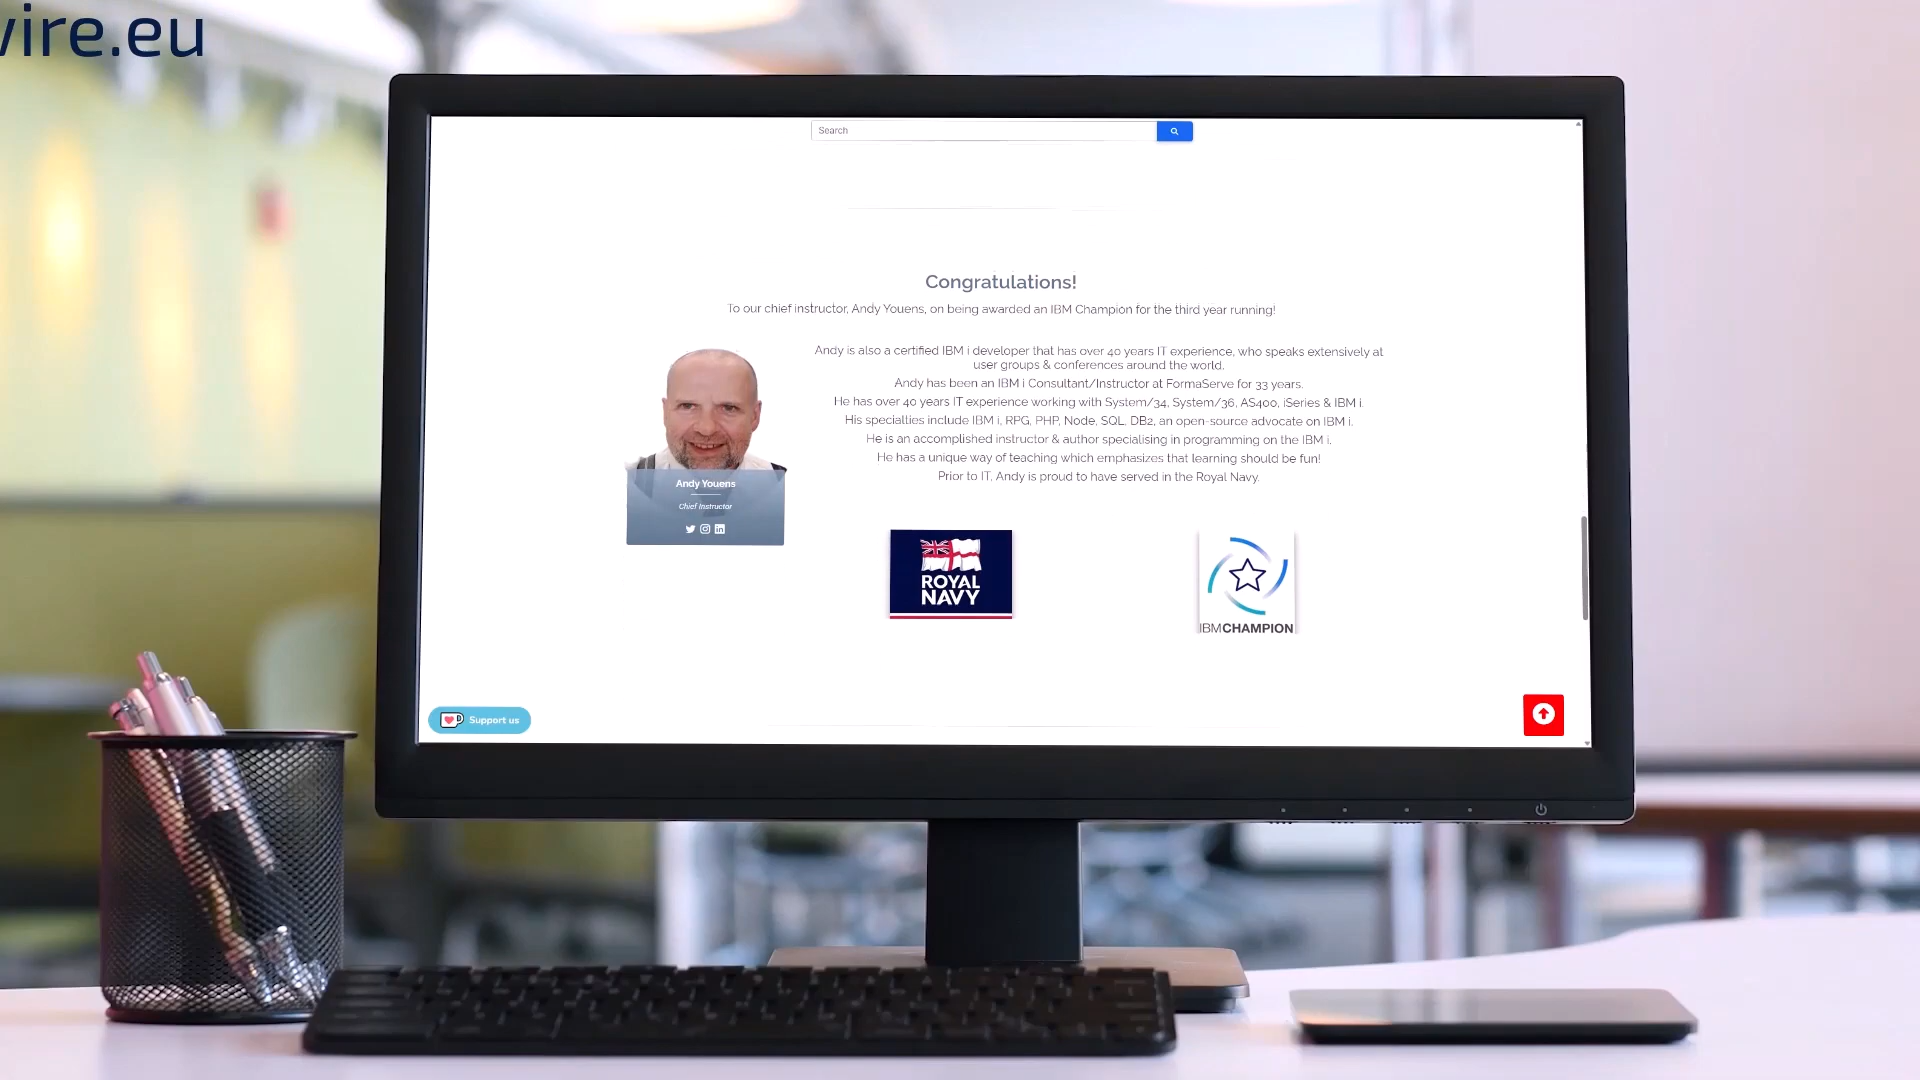 wire.eu
Search
Congratulations!
To our chief instructor, Andy Youens, on being awarded an IBM Champion for the third year running!
Andy is also a certified IBM i developer that has over 40 years IT experience, who speaks extensively at
user groups & conferences around the world.
Andy has been an IBM i Consultant/Instructor at FormaServe for 33 years.
He has over 40 years IT experience working with System/34, System/36, AS400, iSeries & IBM i.
His specialties include IBM i, RPG, PHP, Node, SQL, DB2, an open-source advocate on IBM i.
He is an accomplished instructor & author specialising in programming on the IBM i.
He has a unique way of teaching which emphasizes that learning should be fun!
Prior to IT, Andy is proud to have served in the Royal Navy.
Andy Youens
Chief Instructor
ROYAL
NAVY
IBM CHAMPION
Support us